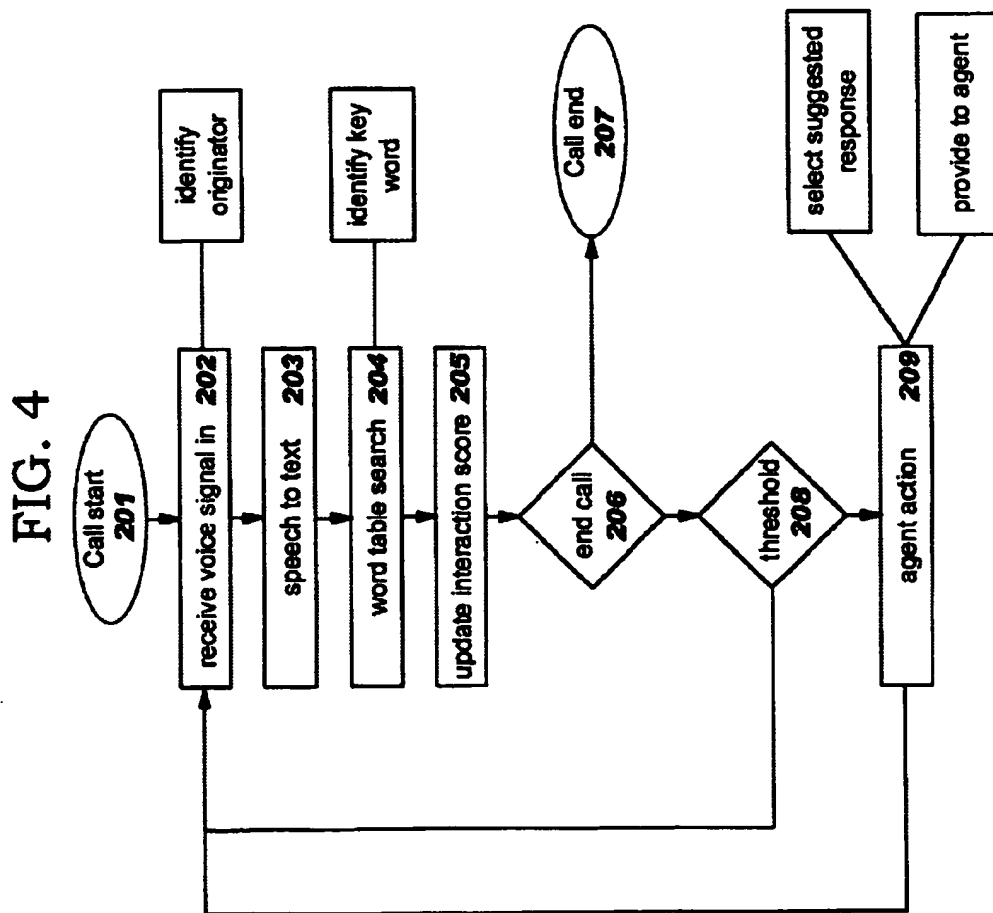 FIG. 4
Call start
201
receive voice signal in 202
identify
originator
speech to text 203
word table search 204
identify key
word
update interaction score 205
end call
206
Call end
207
threshold
208
agent action 209
select suggested
response
provide to agent